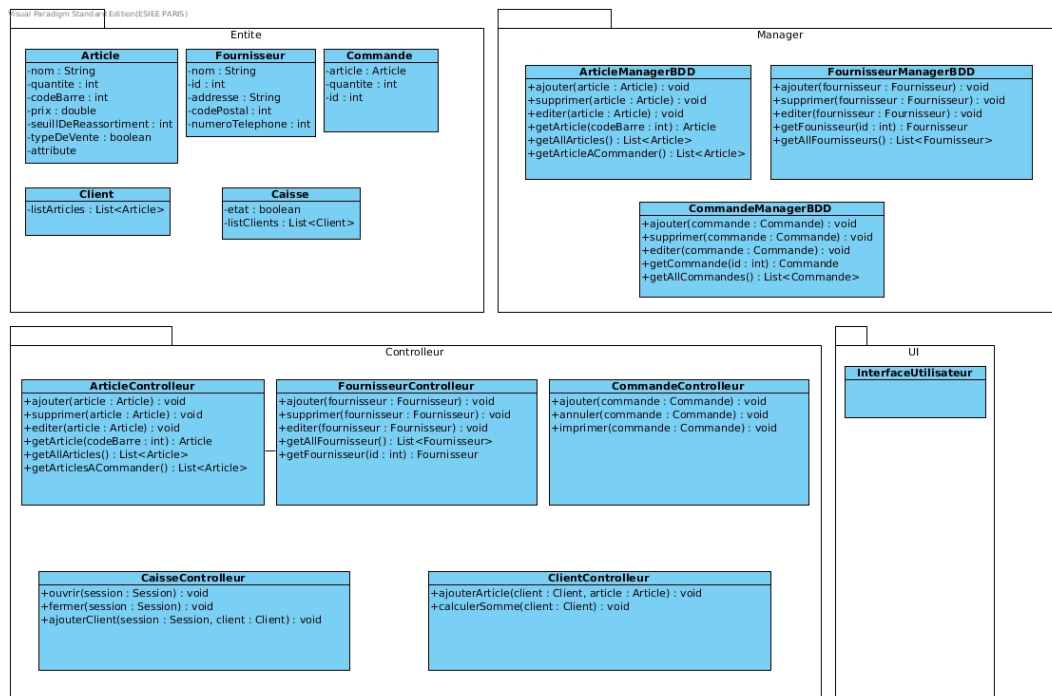 Visual Paradigm Standard Edition(ESIEE PARIS)
Entite
Article
-nom : String
-quantite : int
-codeBarre : int
-prix : double
-seuillDeReassortiment : int
-typeDeVente : boolean
-attribute
Fournisseur
-nom : String
-id : int
-addresse : String
-codePostal : int
-numeroTelephone : int
Commande
-article : Article
-quantite : int
-id : int
Client
-listArticles : List<Article>
Caisse
-etat : boolean
-listClients : List<Client>
Manager
ArticleManagerBDD
+ajouter(article : Article) : void
+supprimer(article : Article) : void
+editer(article : Article) : void
+getArticle(codeBarre : int) : Article
+getAllArticles() : List<Article>
+getArticleACommander() : List<Article>
FournisseurManagerBDD
+ajouter(fournisseur : Fournisseur) : void
+supprimer(fournisseur : Fournisseur) : void
+editer(fournisseur : Fournisseur) : void
+getFounisseur(id : int) : Fournisseur
+getAllFournisseurs() : List<Fournisseur>
CommandeManagerBDD
+ajouter(commande : Commande) : void
+supprimer(commande : Commande) : void
+editer(commande : Commande) : void
+getCommande(id : int) : Commande
+getAllCommandes() : List<Commande>
Controlleur
ArticleControlleur
+ajouter(article : Article) : void
+supprimer(article : Article) : void
+editer(article : Article) : void
+getArticle(codeBarre : int) : Article
+getAllArticles() : List<Article>
+getArticlesACommander() : List<Article>
FournisseurControlleur
+ajouter(fournisseur : Fournisseur) : void
+supprimer(fournisseur : Fournisseur) : void
+editer(fournisseur : Fournisseur) : void
+getAllFournisseur() : List<Fournisseur>
+getFournisseur(id : int) : Fournisseur
CommandeControlleur
+ajouter(commande : Commande) : void
+annuler(commande : Commande) : void
+imprimer(commande : Commande) : void
CaisseControlleur
+ouvrir(session : Session) : void
+fermer(session : Session) : void
+ajouterClient(session : Session, client : Client) : void
ClientControlleur
+ajouterArticle(client : Client, article : Article) : void
+calculerSomme(client : Client) : void
UI
InterfaceUtilisateur